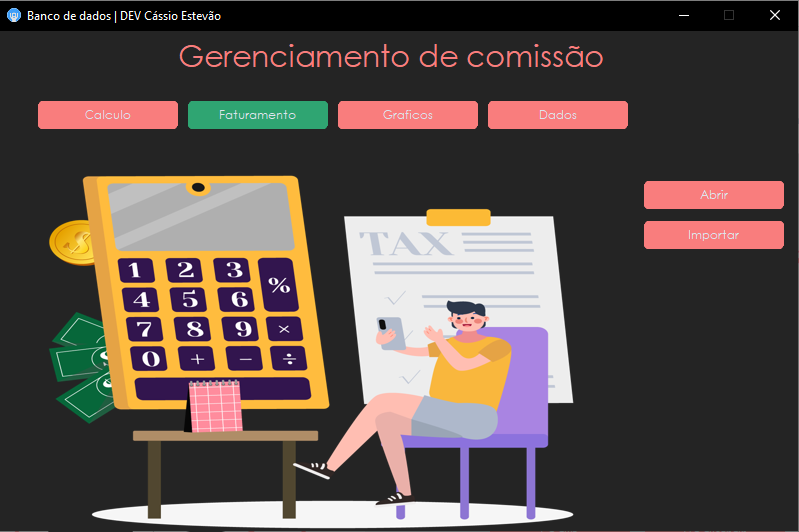 Banco de dados | DEV Cássio Estevão
Gerenciamento de comissão
Calculo Faturamento Graficos Dados
Abrir
Importar
TAX
1 2 3 %
4 5 6
7 8 9 ×
0 + − ÷